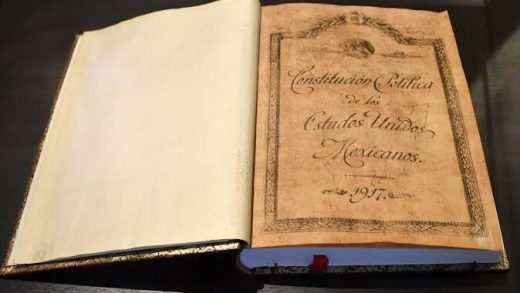 Constitución Política
de los
Estados Unidos
Mexicanos.
1917.